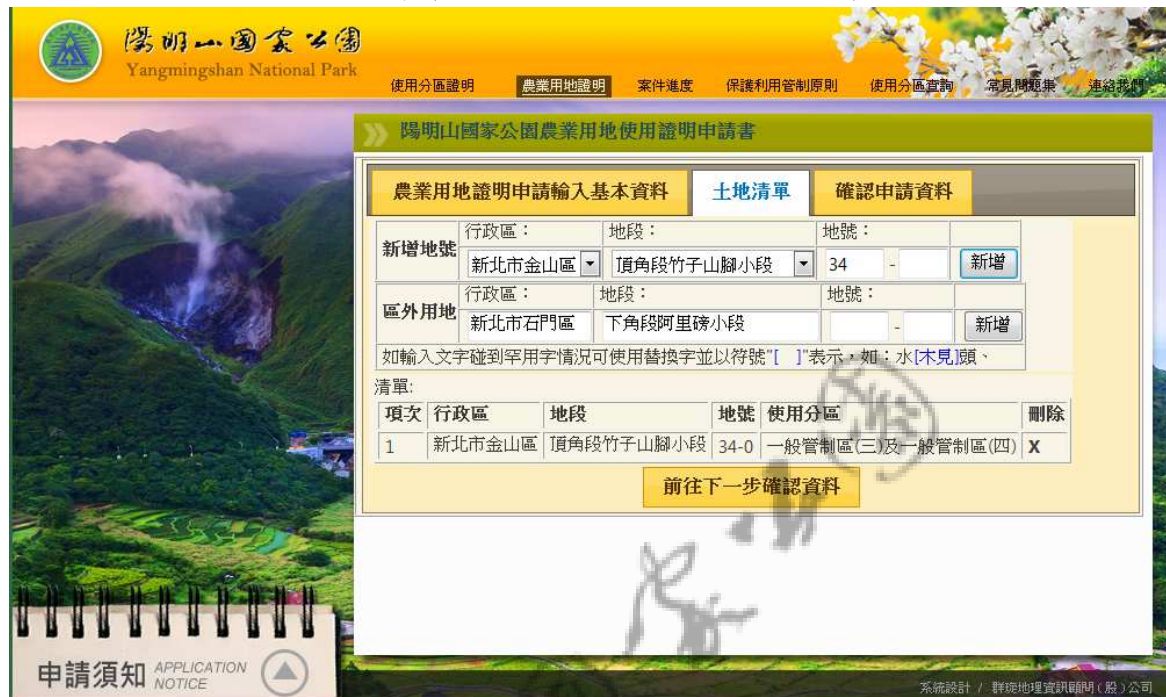 陽明山國家公園
Yangmingshan National Park
使用分區證明 農業用地證明 案件進度 保護利用管制原則 使用分區查詢 常見問題集 連絡我們
陽明山國家公園農業用地使用證明申請書
農業用地證明申請輸入基本資料 土地清單 確認申請資料
新增地號 行政區： 地段： 地號：
新北市金山區 頂角段竹子山腳小段 34 - 新增
區外用地 行政區： 地段： 地號：
新北市石門區 下角段阿里磅小段 - 新增
如輸入文字碰到罕用字情況可使用替換字並以符號"[ ]"表示，如：水[木見]頭、
清單:
項次 行政區 地段 地號 使用分區 刪除
1 新北市金山區 頂角段竹子山腳小段 34-0 一般管制區(三)及一般管制區(四) X
前往下一步確認資料
申請須知 APPLICATION NOTICE
系統設計 / 群琁地理資訊顧問(股)公司